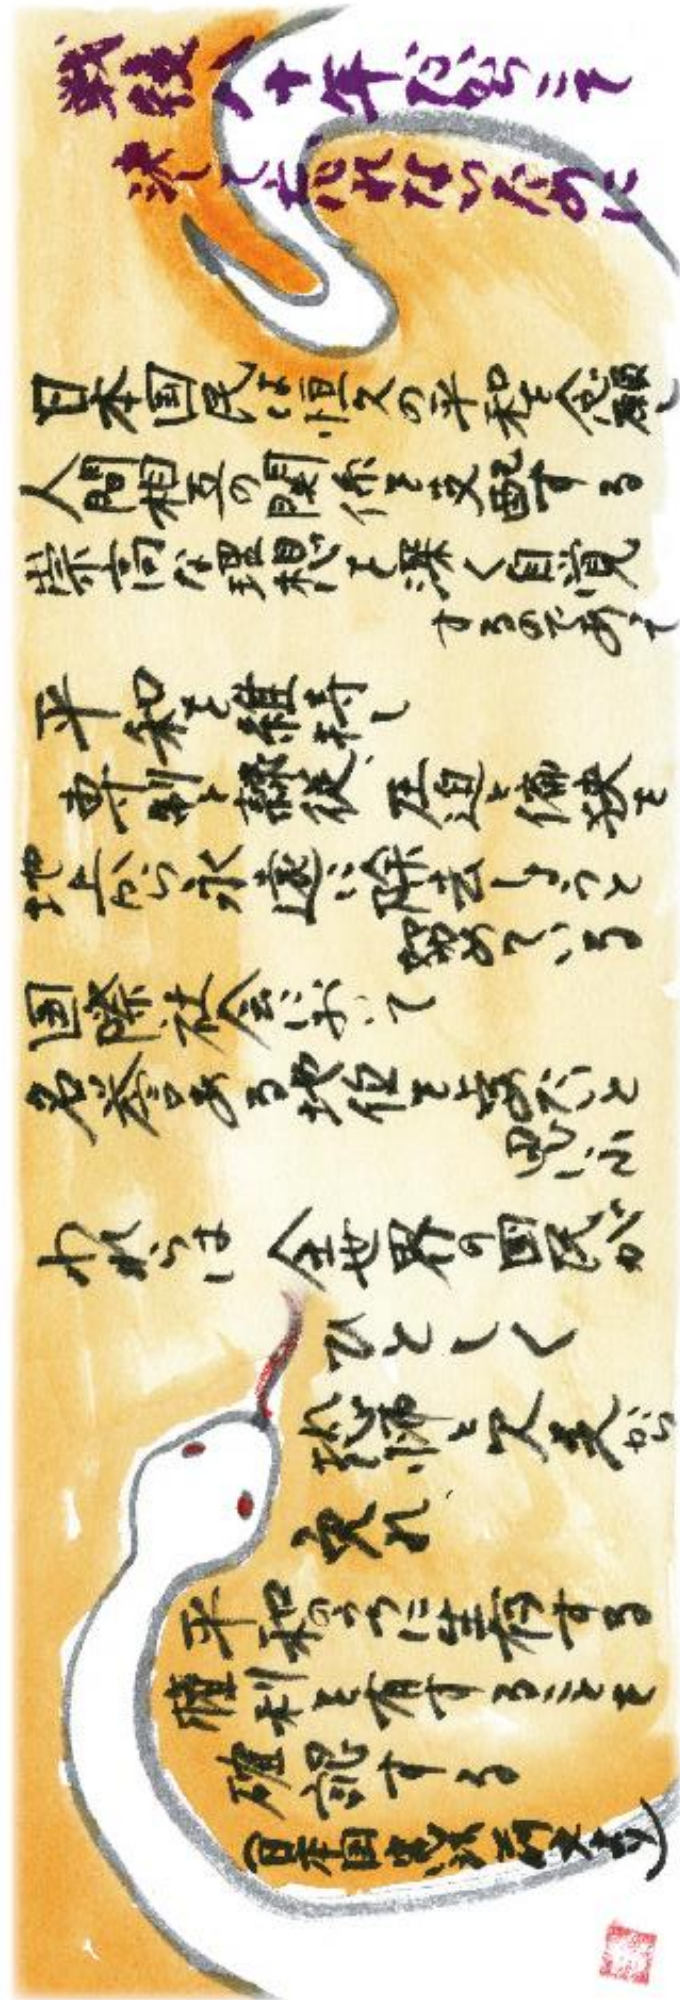 戦後八十年だからこそ
決して忘れないために
日本国民は恒久の平和を念願し
人間相互の関係を支配する
崇高な理想を深く自覚
するのであって
平和を維持し
専制と隷従、圧迫と偏狭を
地上から永遠に除去しようと
努めている
国際社会において
名誉ある地位を占めたいと
思ふ
われらは 全世界の国民が
ひとしく
恐怖と欠乏から
免れ
平和のうちに生存する
権利を有することを
確認する
(日本国憲法前文より)